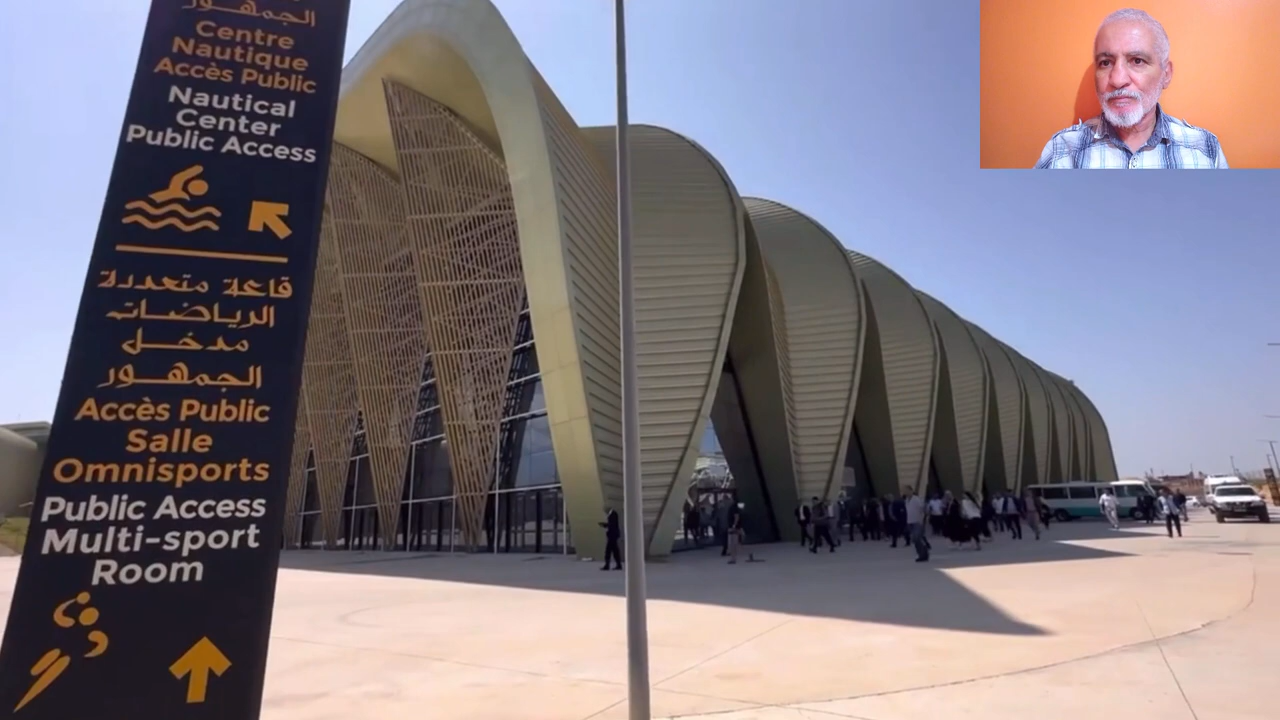 الجمهور
Centre
Nautique
Accès Public
Nautical
Center
Public Access
قاعة متعددة
الرياضات
مدخل
الجمهور
Accès Public
Salle
Omnisports
Public Access
Multi-sport
Room